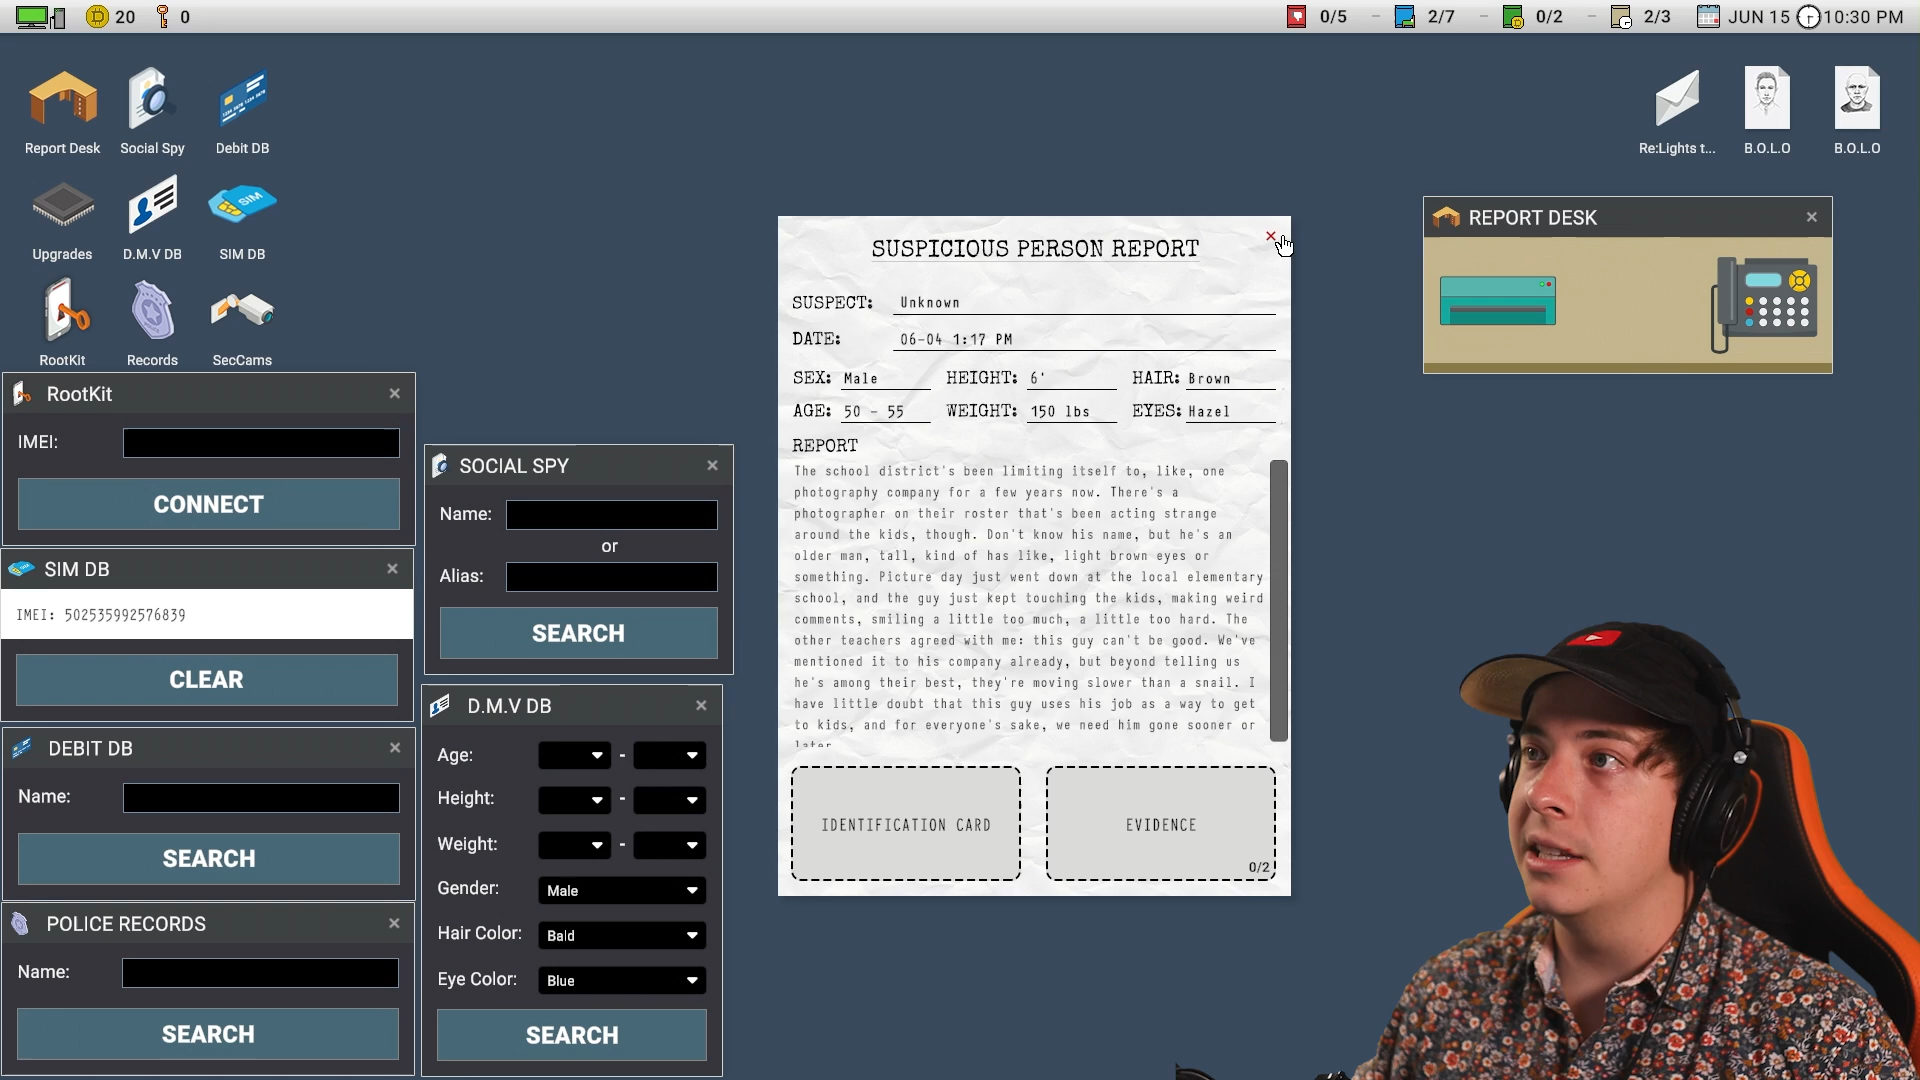 20
0
0/5
2/7
0/2
2/3
JUN 15
10:30 PM
Report Desk
Social Spy
Debit DB
Upgrades
D.M.V DB
SIM DB
SIM
RootKit
Records
SecCams
Re:Lights t...
B.O.L.O
B.O.L.O
RootKit
IMEI:
CONNECT
SIM DB
IMEI: 502535992576839
CLEAR
DEBIT DB
Name:
SEARCH
POLICE RECORDS
Name:
SEARCH
SOCIAL SPY
Name:
or
Alias:
SEARCH
D.M.V DB
Age: -
Height: -
Weight: -
Gender: Male
Hair Color: Bald
Eye Color: Blue
SEARCH
SUSPICIOUS PERSON REPORT
SUSPECT: Unknown
DATE: 06-04 1:17 PM
SEX: Male HEIGHT: 6' HAIR: Brown
AGE: 50 - 55 WEIGHT: 150 lbs EYES: Hazel
REPORT
The school district's been limiting itself to, like, one
photography company for a few years now. There's a
photographer on their roster that's been acting strange
around the kids, though. Don't know his name, but he's an
older man, tall, kind of has like, light brown eyes or
something. Picture day just went down at the local elementary
school, and the guy just kept touching the kids, making weird
comments, smiling a little too much, a little too hard. The
other teachers agreed with me: this guy can't be good. We've
mentioned it to his company already, but beyond telling us
he's among their best, they're moving slower than a snail. I
have little doubt that this guy uses his job as a way to get
to kids, and for everyone's sake, we need him gone sooner or
later
IDENTIFICATION CARD
EVIDENCE
0/2
REPORT DESK